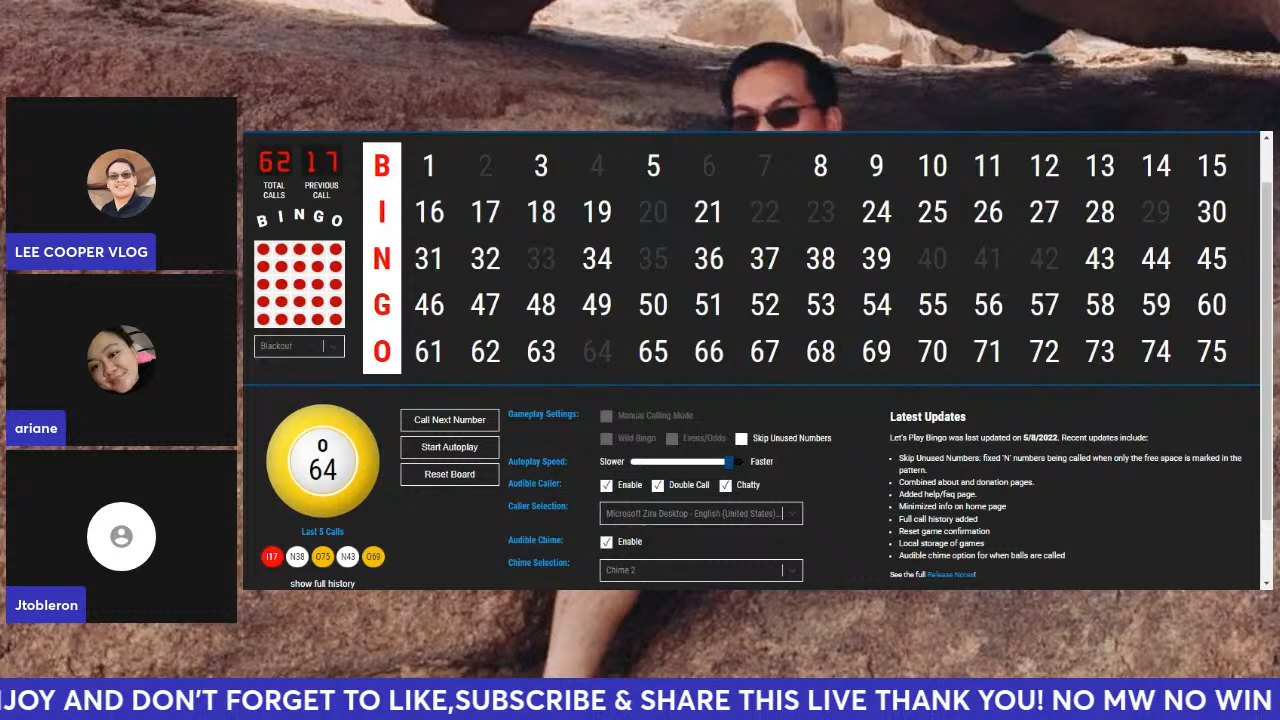 62 17
TOTAL CALLS
PREVIOUS CALL
BINGO
Blackout
B 1 2 3 4 5 6 7 8 9 10 11 12 13 14 15
I 16 17 18 19 20 21 22 23 24 25 26 27 28 29 30
N 31 32 33 34 35 36 37 38 39 40 41 42 43 44 45
G 46 47 48 49 50 51 52 53 54 55 56 57 58 59 60
O 61 62 63 64 65 66 67 68 69 70 71 72 73 74 75
LEE COOPER VLOG
ariane
Jtobleron
O
64
Last 5 Calls
I17 N38 O75 N43 O69
show full history
Call Next Number
Start Autoplay
Reset Board
Gameplay Settings: Manual Calling Mode
Wild Bingo Evens/Odds Skip Unused Numbers
Autoplay Speed: Slower Faster
Audible Caller: Enable Double Call Chatty
Caller Selection: Microsoft Zira Desktop - English (United States)...
Audible Chime: Enable
Chime Selection: Chime 2
Latest Updates
Let's Play Bingo was last updated on 5/8/2022. Recent updates include:
Skip Unused Numbers: fixed 'N' numbers being called when only the free space is marked in the
pattern.
Combined about and donation pages.
Added help/faq page.
Minimized info on home page
Full call history added
Reset game confirmation
Local storage of games
Audible chime option for when balls are called
See the full Release Notes!
JOY AND DON'T FORGET TO LIKE,SUBSCRIBE & SHARE THIS LIVE THANK YOU! NO MW NO WIN